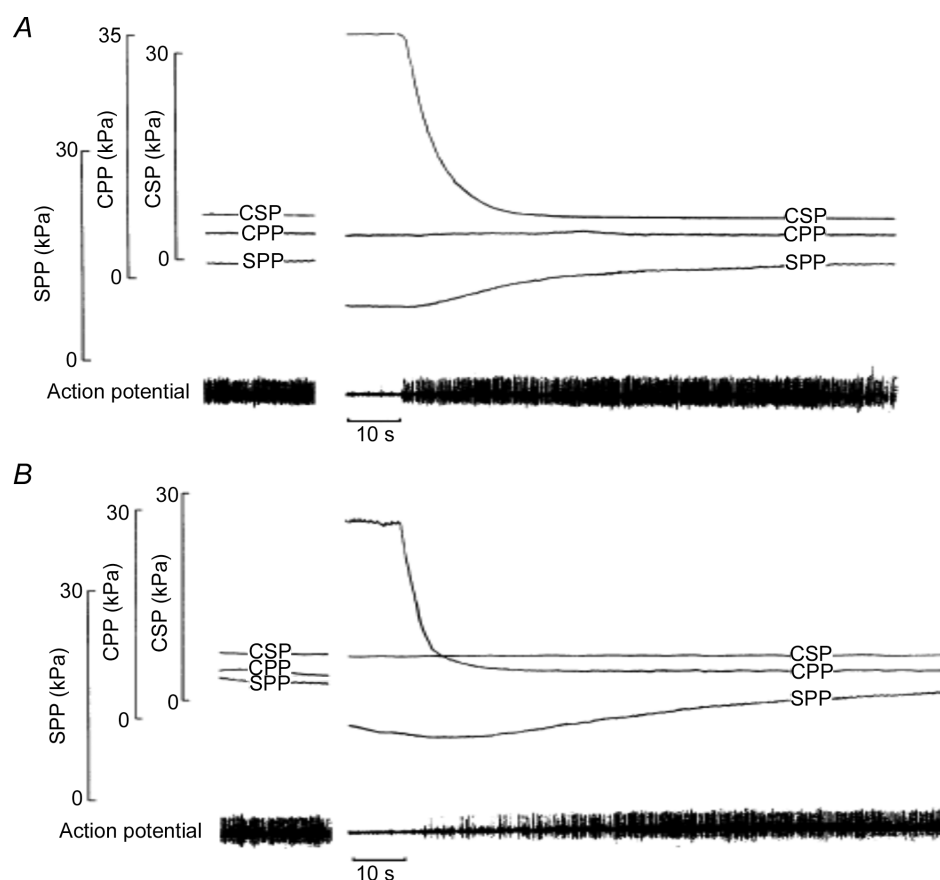 A
35
30
30
CPP (kPa)
CSP (kPa)
SPP (kPa)
CSP
CSP
CPP
CPP
SPP
SPP
0
0
0
Action potential
10 s
B
30
30
30
CSP (kPa)
CPP (kPa)
SPP (kPa)
CSP
CSP
CPP
CPP
SPP
SPP
0
0
0
Action potential
10 s